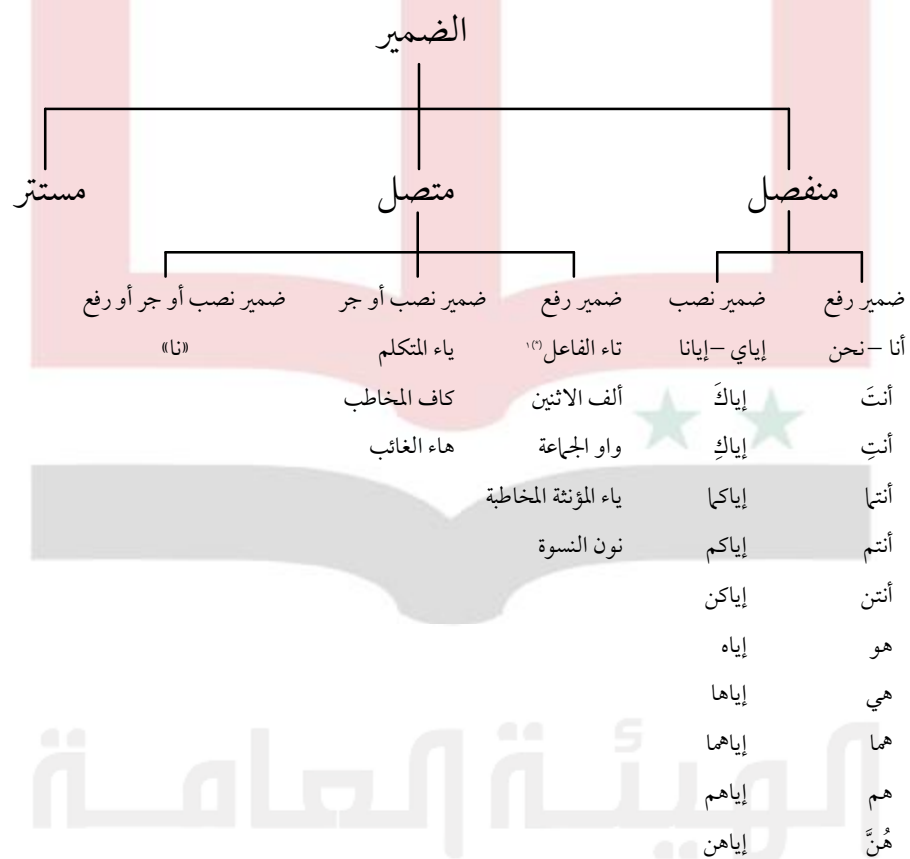 الضمير
منفصل متصل مستتر
ضمير رفع ضمير نصب ضمير رفع ضمير نصب أو جر ضمير نصب أو جر أو رفع
أنا – نحن إياي – إيانا تاء الفاعل(*)١ ياء المتكلم «نا»
أنتَ إياكَ ألف الاثنين كاف المخاطب
أنتِ إياكِ واو الجماعة هاء الغائب
أنتما إياكما ياء المؤنثة المخاطبة
أنتم إياكم نون النسوة
أنتن إياكن
هو إياه
هي إياها
هما إياهما
هم إياهم
هُنَّ إياهن
الهيئة العامة